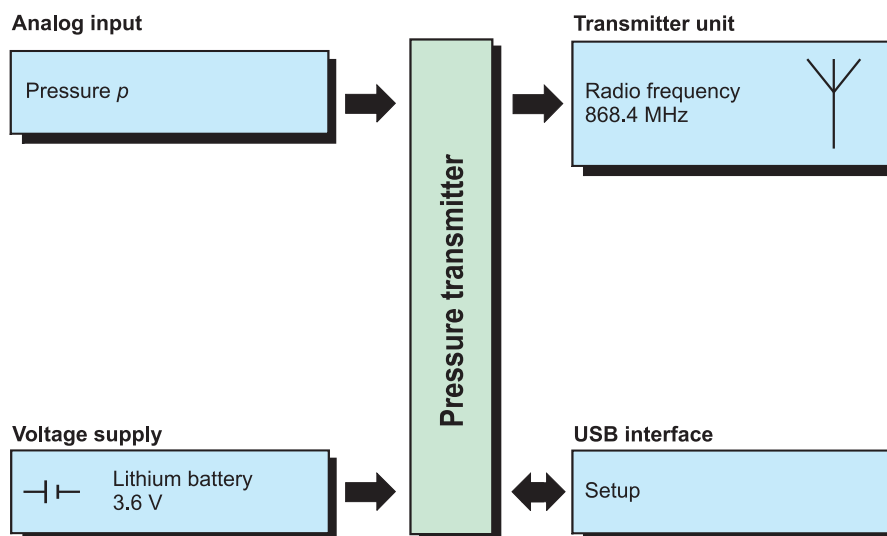 Analog input
Pressure p
Transmitter unit
Radio frequency
868.4 MHz
Pressure transmitter
Voltage supply
Lithium battery
3.6 V
USB interface
Setup